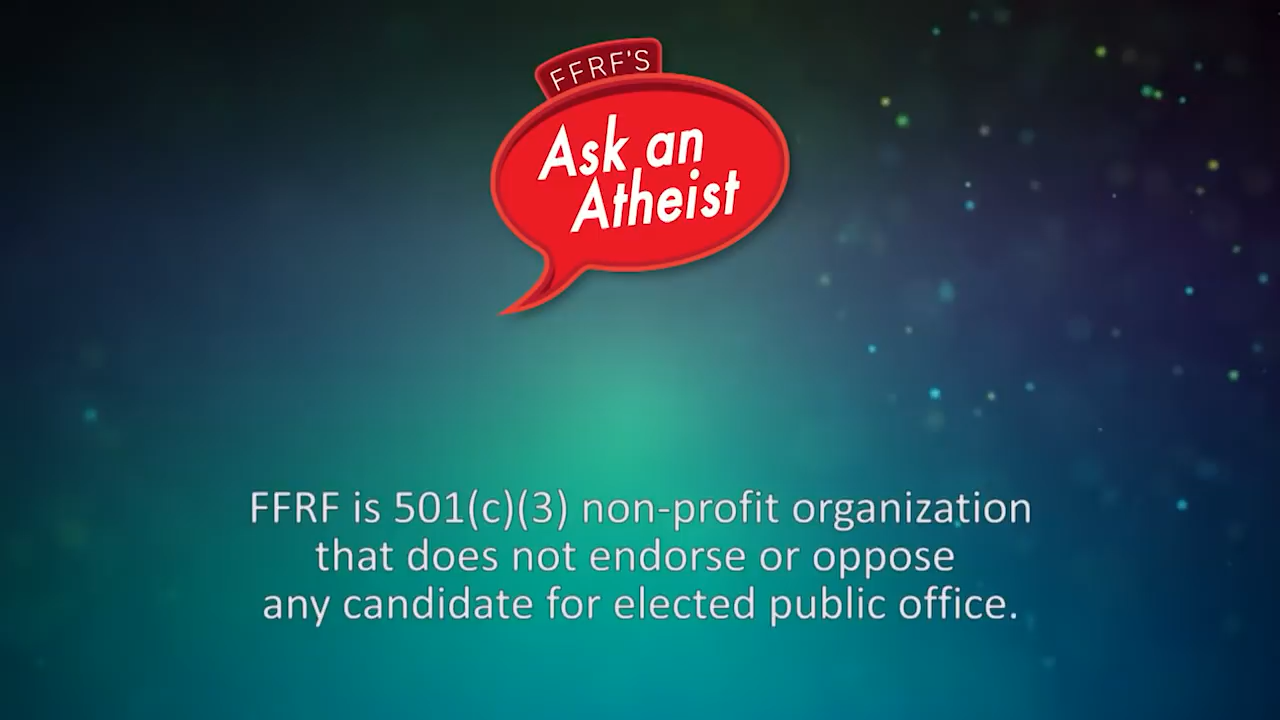 FFRF'S
Ask an
Atheist
FFRF is 501(c)(3) non-profit organization
that does not endorse or oppose
any candidate for elected public office.